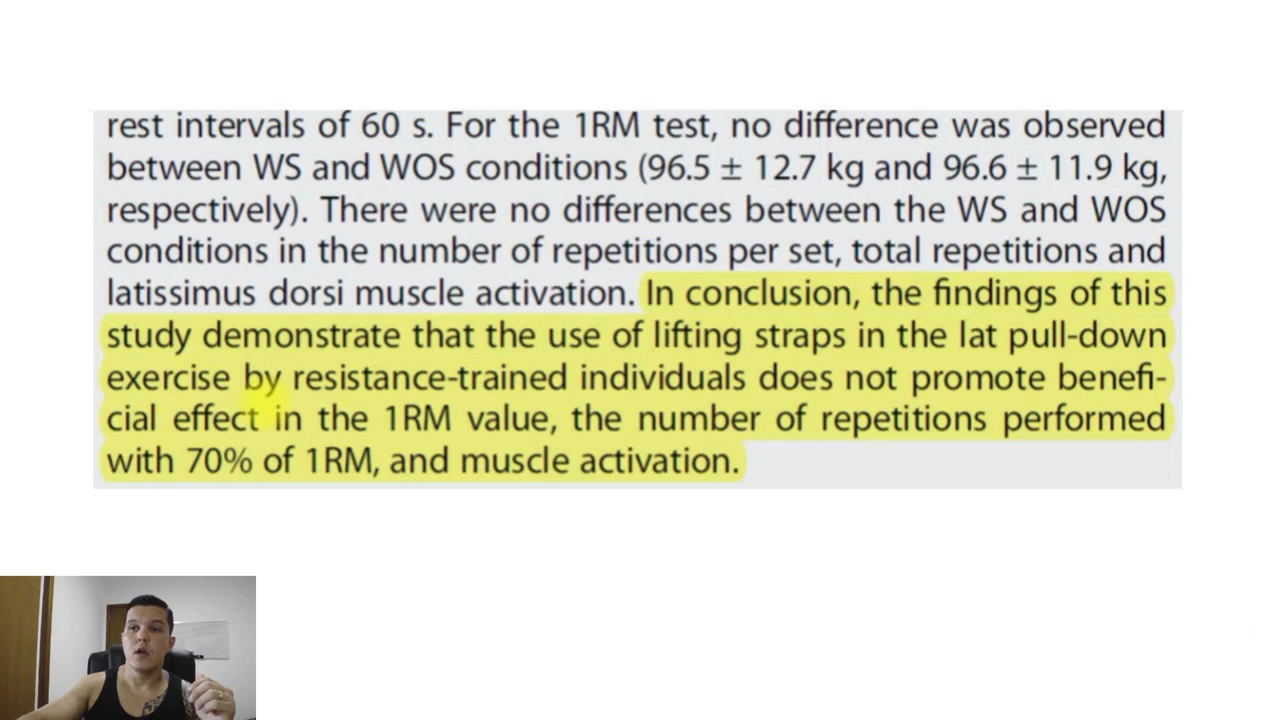 rest intervals of 60 s. For the 1RM test, no difference was observed
between WS and WOS conditions (96.5 ± 12.7 kg and 96.6 ± 11.9 kg,
respectively). There were no differences between the WS and WOS
conditions in the number of repetitions per set, total repetitions and
latissimus dorsi muscle activation. In conclusion, the findings of this
study demonstrate that the use of lifting straps in the lat pull-down
exercise by resistance-trained individuals does not promote benefi-
cial effect in the 1RM value, the number of repetitions performed
with 70% of 1RM, and muscle activation.